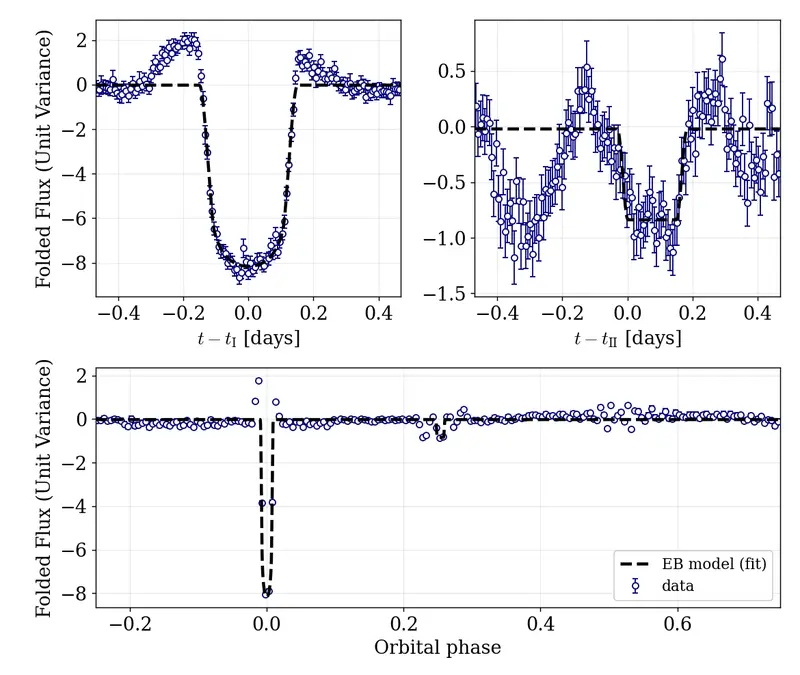 Folded Flux (Unit Variance)
2
0
−2
−4
−6
−8
−0.4 −0.2 0.0 0.2 0.4
t − tI [days]
0.5
0.0
−0.5
−1.0
−1.5
−0.4 −0.2 0.0 0.2 0.4
t − tII [days]
Folded Flux (Unit Variance)
2
0
−2
−4
−6
−8
−0.2 0.0 0.2 0.4 0.6
Orbital phase
EB model (fit)
data